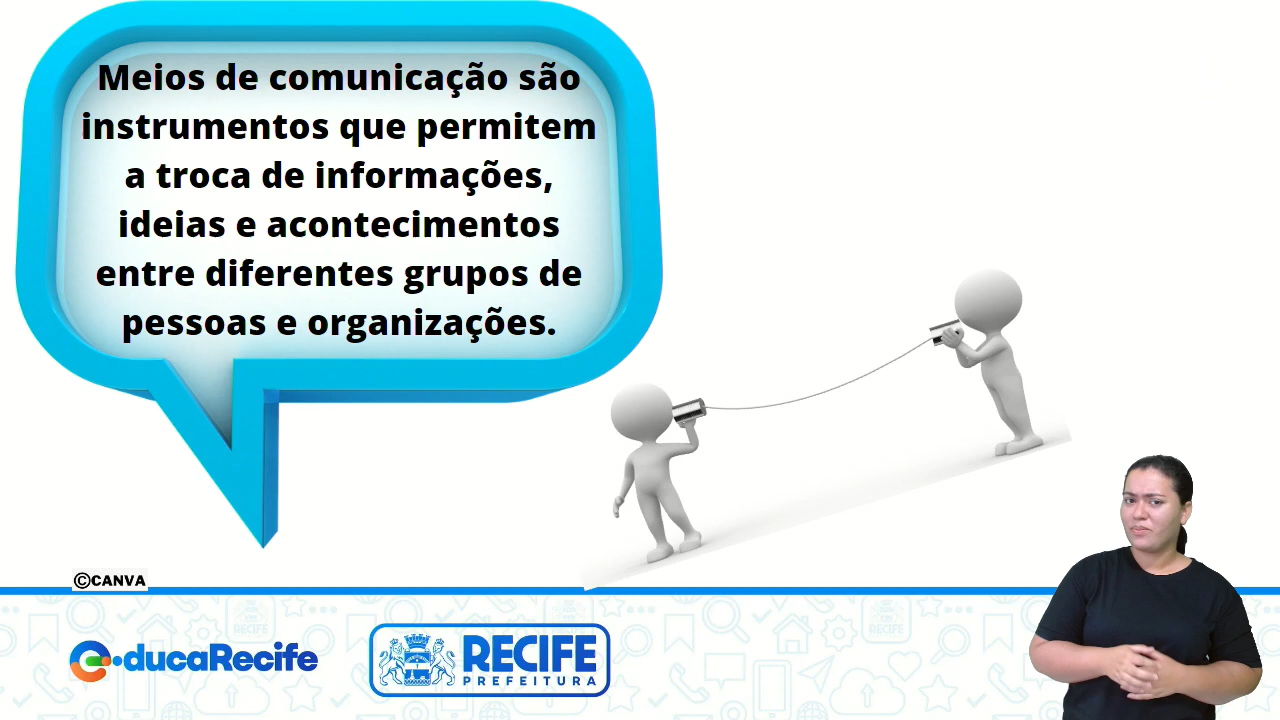 Meios de comunicação são
instrumentos que permitem
a troca de informações,
ideias e acontecimentos
entre diferentes grupos de
pessoas e organizações.
©CANVA
educaRecife
RECIFE
PREFEITURA